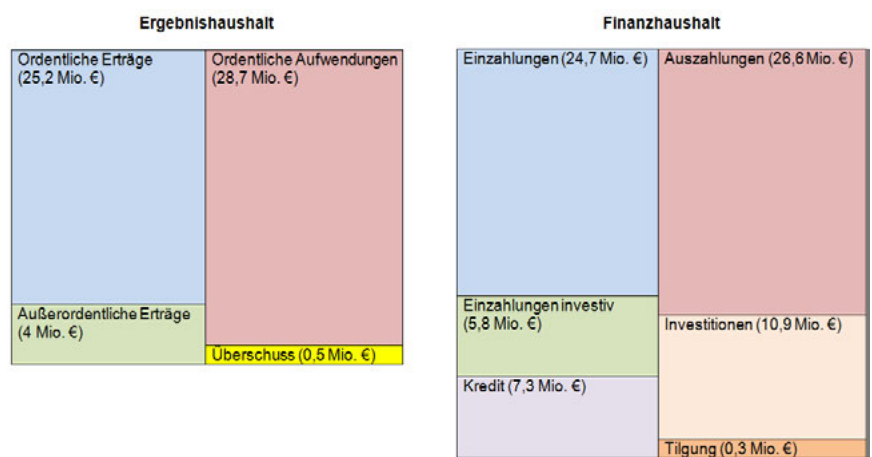 Ergebnishaushalt
Ordentliche Erträge
(25,2 Mio. €)
Ordentliche Aufwendungen
(28,7 Mio. €)
Außerordentliche Erträge
(4 Mio. €)
Überschuss (0,5 Mio. €)
Finanzhaushalt
Einzahlungen (24,7 Mio. €)
Auszahlungen (26,6 Mio. €)
Einzahlungen investiv
(5,8 Mio. €)
Investitionen (10,9 Mio. €)
Kredit (7,3 Mio. €)
Tilgung (0,3 Mio. €)